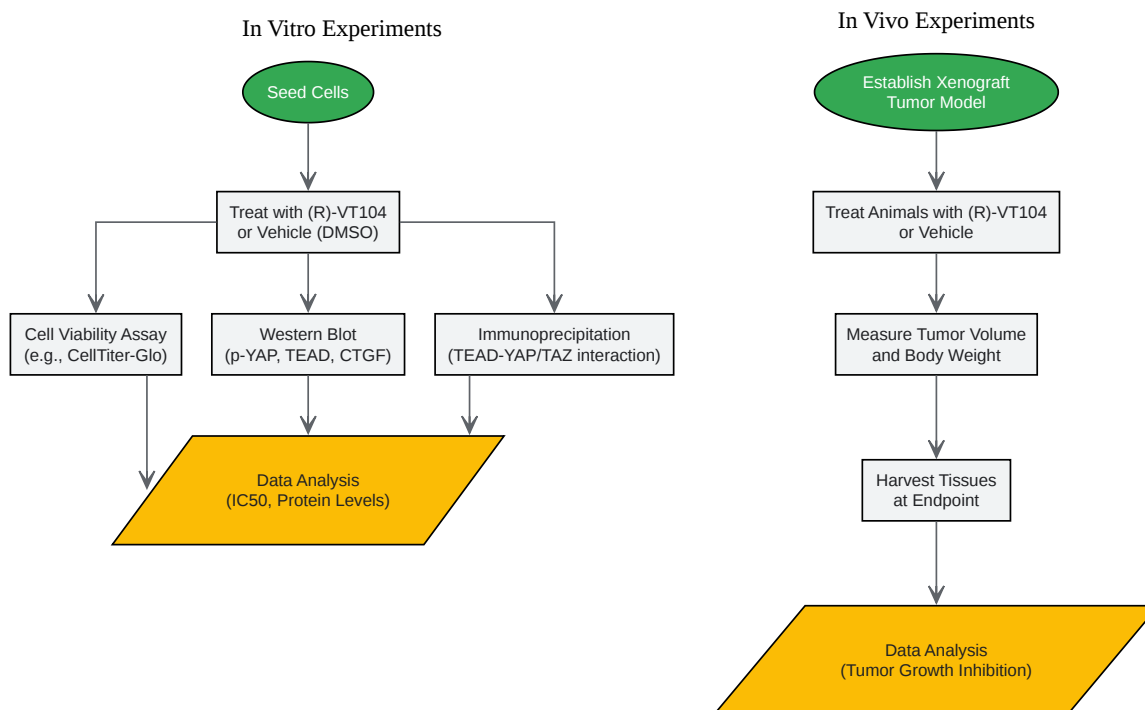 In Vitro Experiments
Seed Cells
Treat with (R)-VT104
or Vehicle (DMSO)
Cell Viability Assay
(e.g., CellTiter-Glo)
Western Blot
(p-YAP, TEAD, CTGF)
Immunoprecipitation
(TEAD-YAP/TAZ interaction)
Data Analysis
(IC50, Protein Levels)
In Vivo Experiments
Establish Xenograft
Tumor Model
Treat Animals with (R)-VT104
or Vehicle
Measure Tumor Volume
and Body Weight
Harvest Tissues
at Endpoint
Data Analysis
(Tumor Growth Inhibition)